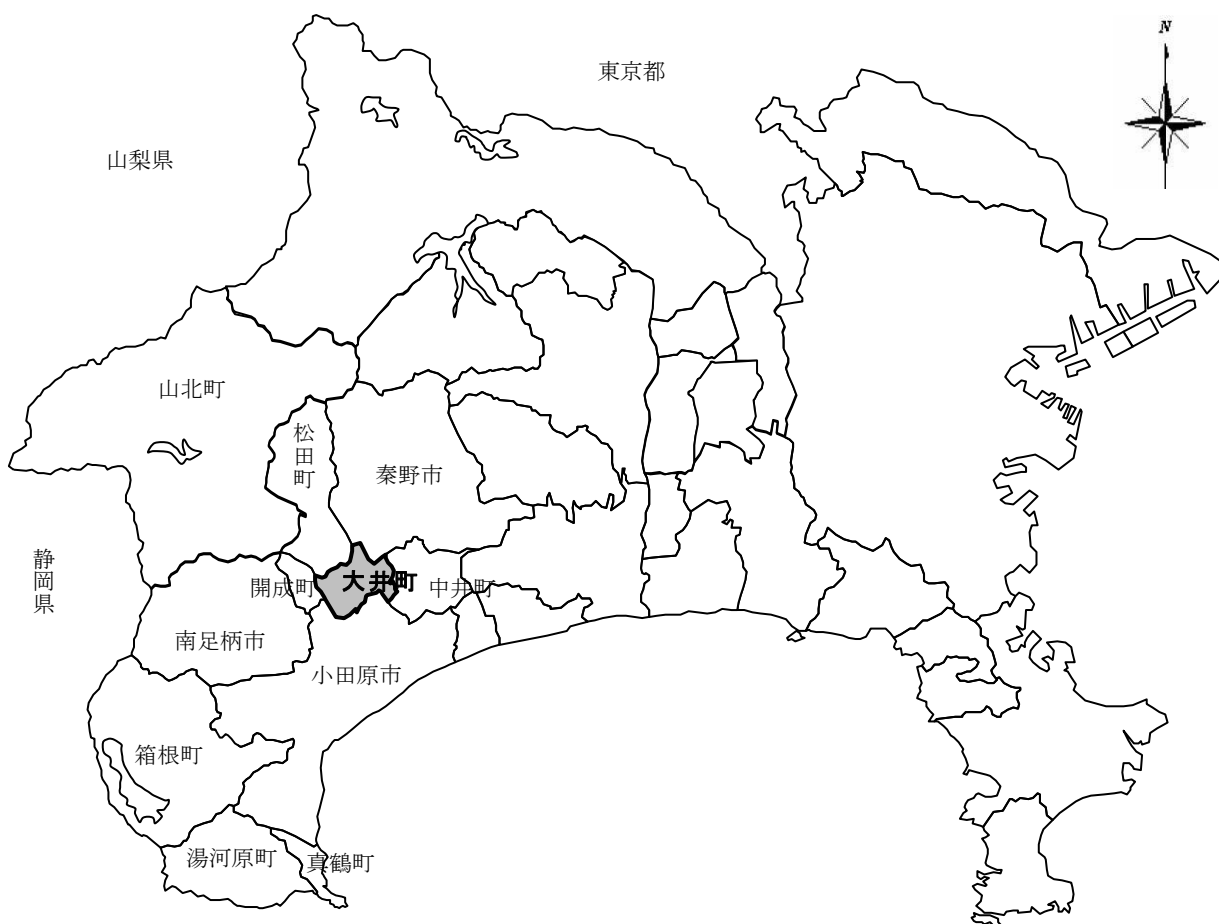 N
東京都
山梨県
山北町
松田町
秦野市
静岡県
開成町
大井町
中井町
南足柄市
小田原市
箱根町
湯河原町
真鶴町